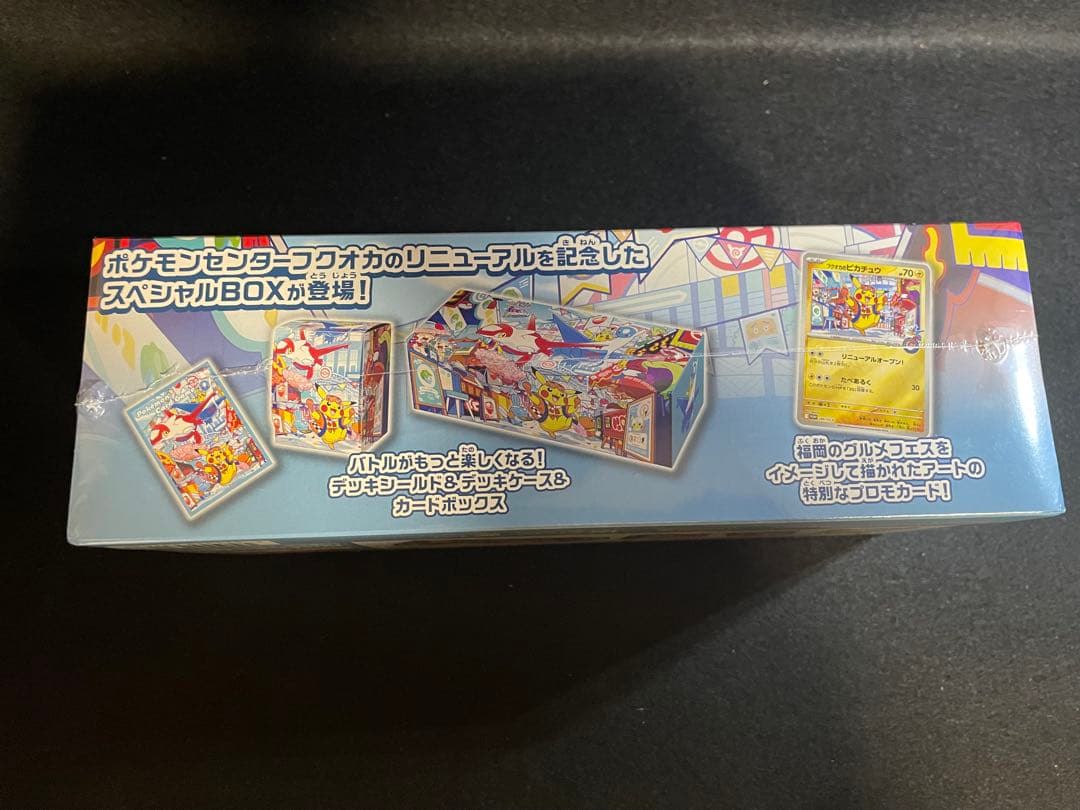 ポケモンセンターフクオカのリニューアルを記念した
スペシャルBOXが登場!
バトルがもっと楽しくなる!
デッキシールド&デッキケース&
カードボックス
フクオカのピカチュウ
70
リニューアルオープン!
たべあるく
30
福岡のグルメフェスを
イメージして描かれたアートの
特別なプロモカード!